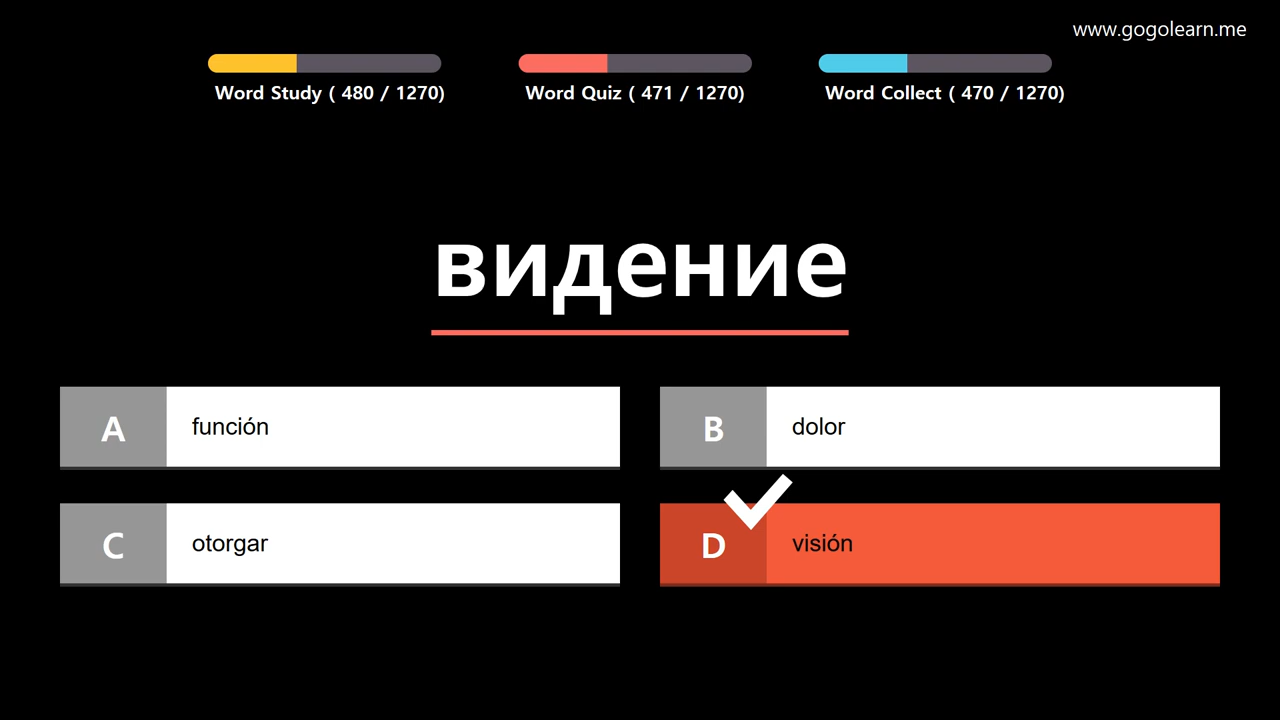 www.gogolearn.me
Word Study ( 480 / 1270)
Word Quiz ( 471 / 1270)
Word Collect ( 470 / 1270)
видение
A función
B dolor
C otorgar
D visión